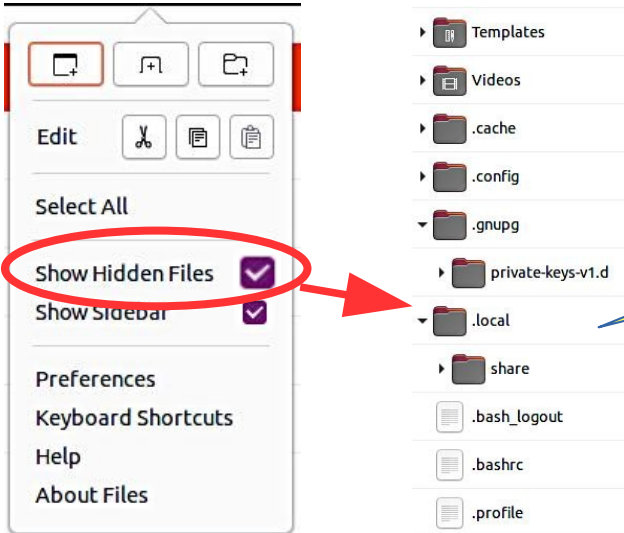 Edit
Select All
Show Hidden Files
Show Sidebar
Preferences
Keyboard Shortcuts
Help
About Files
Templates
Videos
.cache
.config
.gnupg
private-keys-v1.d
.local
share
.bash_logout
.bashrc
.profile